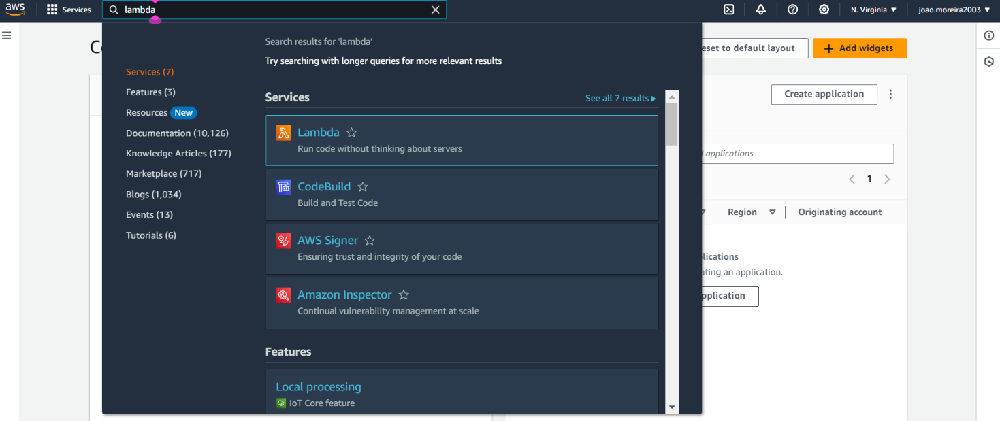 aws
Services
lambda
N. Virginia
joao.moreira2003
Search results for 'lambda'
Try searching with longer queries for more relevant results
Services (7)
Features (3)
Resources New
Documentation (10,126)
Knowledge Articles (177)
Marketplace (717)
Blogs (1,034)
Events (13)
Tutorials (6)
Services
See all 7 results
Lambda
Run code without thinking about servers
CodeBuild
Build and Test Code
AWS Signer
Ensuring trust and integrity of your code
Amazon Inspector
Continual vulnerability management at scale
Features
Local processing
IoT Core feature
to default layout
Add widgets
Create application
applications
1
Region
Originating account
an application.